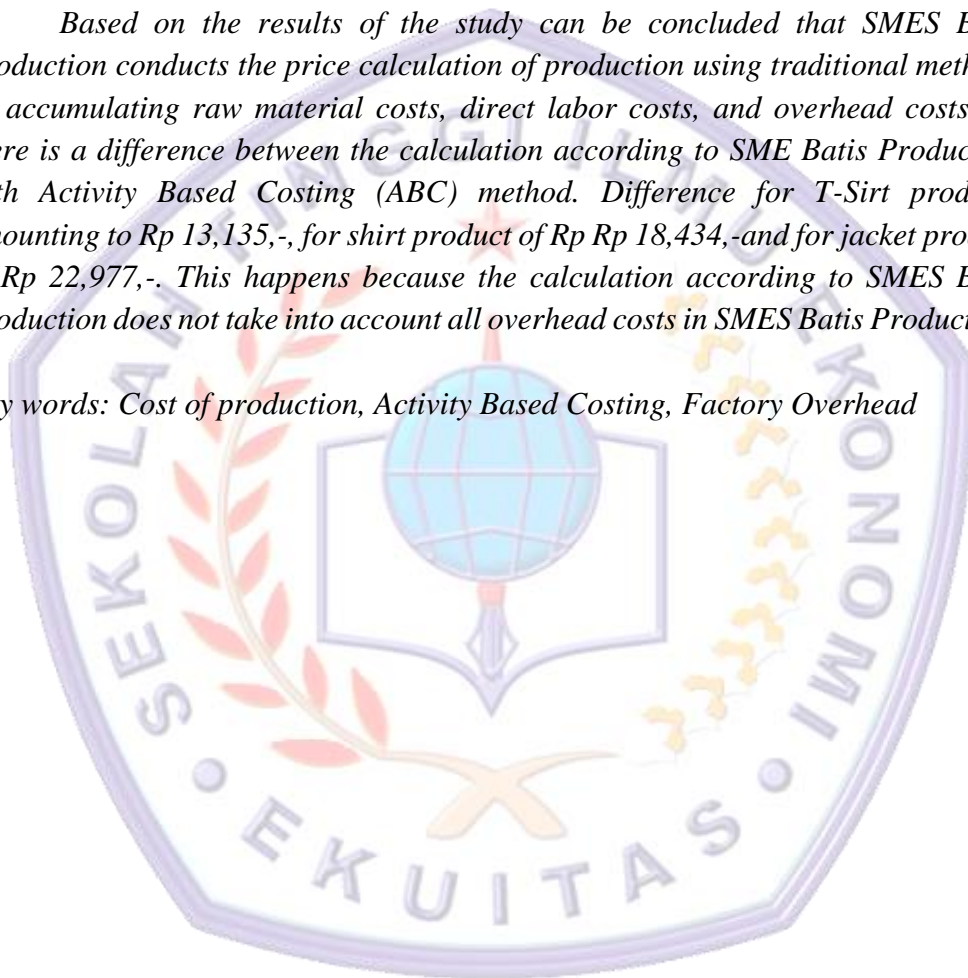 Based on the results of the study can be concluded that SMES B
oduction conducts the price calculation of production using traditional meth
accumulating raw material costs, direct labor costs, and overhead costs
ere is a difference between the calculation according to SME Batis Produc
th Activity Based Costing (ABC) method. Difference for T-Sirt prod
mounting to Rp 13,135,-, for shirt product of Rp Rp 18,434,-and for jacket pro
Rp 22,977,-. This happens because the calculation according to SMES B
oduction does not take into account all overhead costs in SMES Batis Product
y words: Cost of production, Activity Based Costing, Factory Overhead
SEKOLAH TINGGI ILMU EKONOMI
EKUITAS